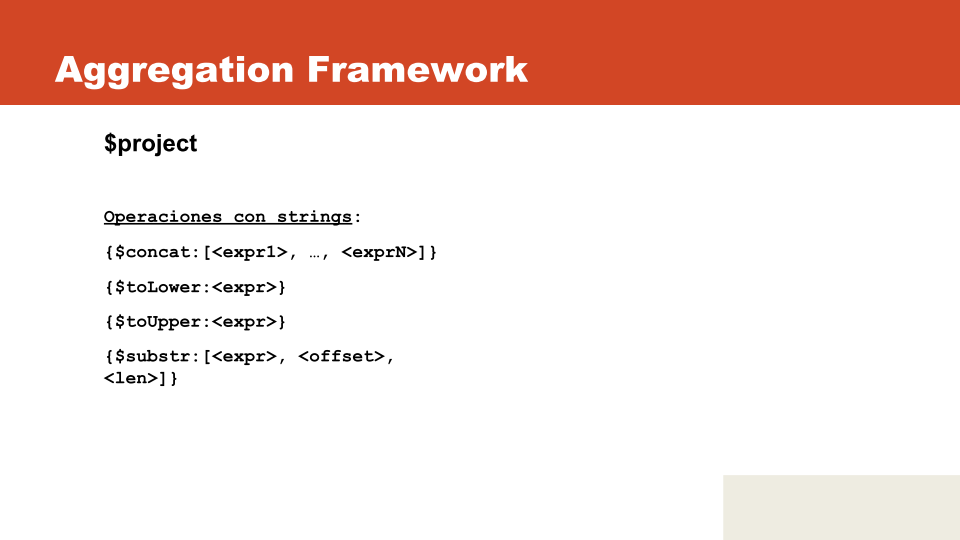 Aggregation Framework
$project
Operaciones con strings:
{$concat:[<expr1>, …, <exprN>]}
{$toLower:<expr>}
{$toUpper:<expr>}
{$substr:[<expr>, <offset>,
<len>]}